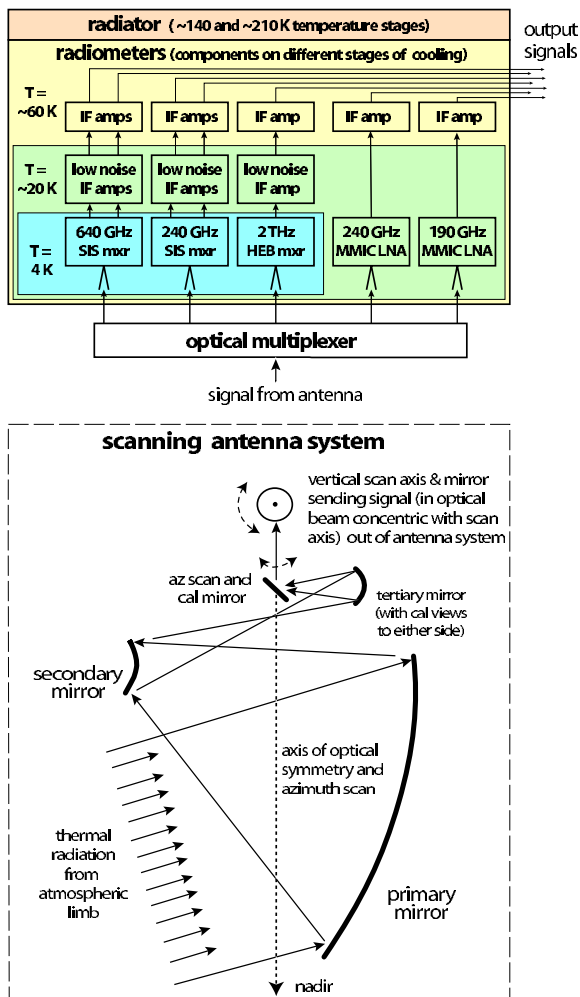 radiator ( ~140 and ~210 K temperature stages)
output
signals
radiometers (components on different stages of cooling)
T =
~60 K
IF amps
IF amps
IF amp
IF amp
IF amp
T =
~20 K
low noise
IF amps
low noise
IF amps
low noise
IF amp
T =
4 K
640 GHz
SIS mxr
240 GHz
SIS mxr
2 THz
HEB mxr
240 GHz
MMIC LNA
190 GHz
MMIC LNA
optical multiplexer
signal from antenna
scanning antenna system
vertical scan axis & mirror
sending signal (in optical
beam concentric with scan
axis) out of antenna system
az scan and
cal mirror
tertiary mirror
(with cal views
to either side)
secondary
mirror
axis of optical
symmetry and
azimuth scan
thermal
radiation
from
atmospheric
limb
primary
mirror
nadir